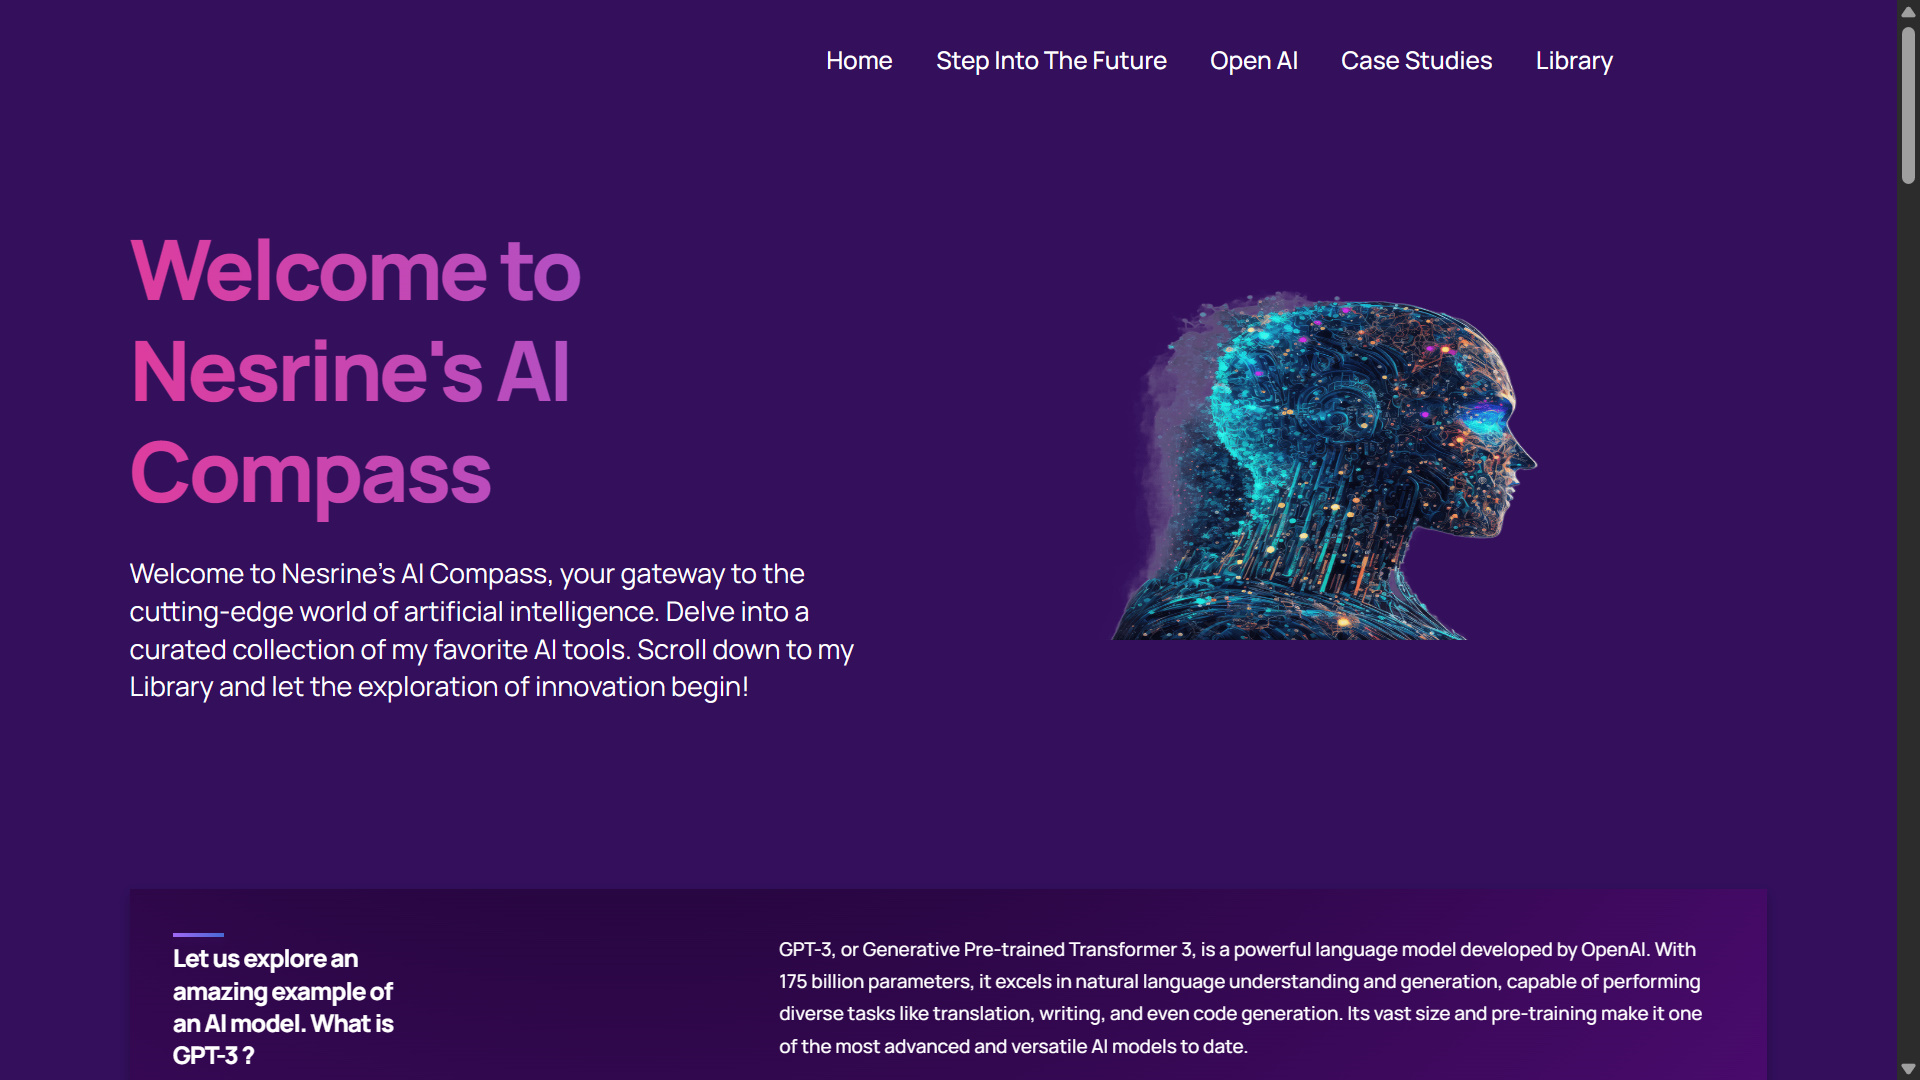 Home Step Into The Future Open AI Case Studies Library
Welcome to
Nesrine's AI
Compass
Welcome to Nesrine’s AI Compass, your gateway to the
cutting-edge world of artificial intelligence. Delve into a
curated collection of my favorite AI tools. Scroll down to my
Library and let the exploration of innovation begin!
Let us explore an
amazing example of
an AI model. What is
GPT-3 ?
GPT-3, or Generative Pre-trained Transformer 3, is a powerful language model developed by OpenAI. With
175 billion parameters, it excels in natural language understanding and generation, capable of performing
diverse tasks like translation, writing, and even code generation. Its vast size and pre-training make it one
of the most advanced and versatile AI models to date.